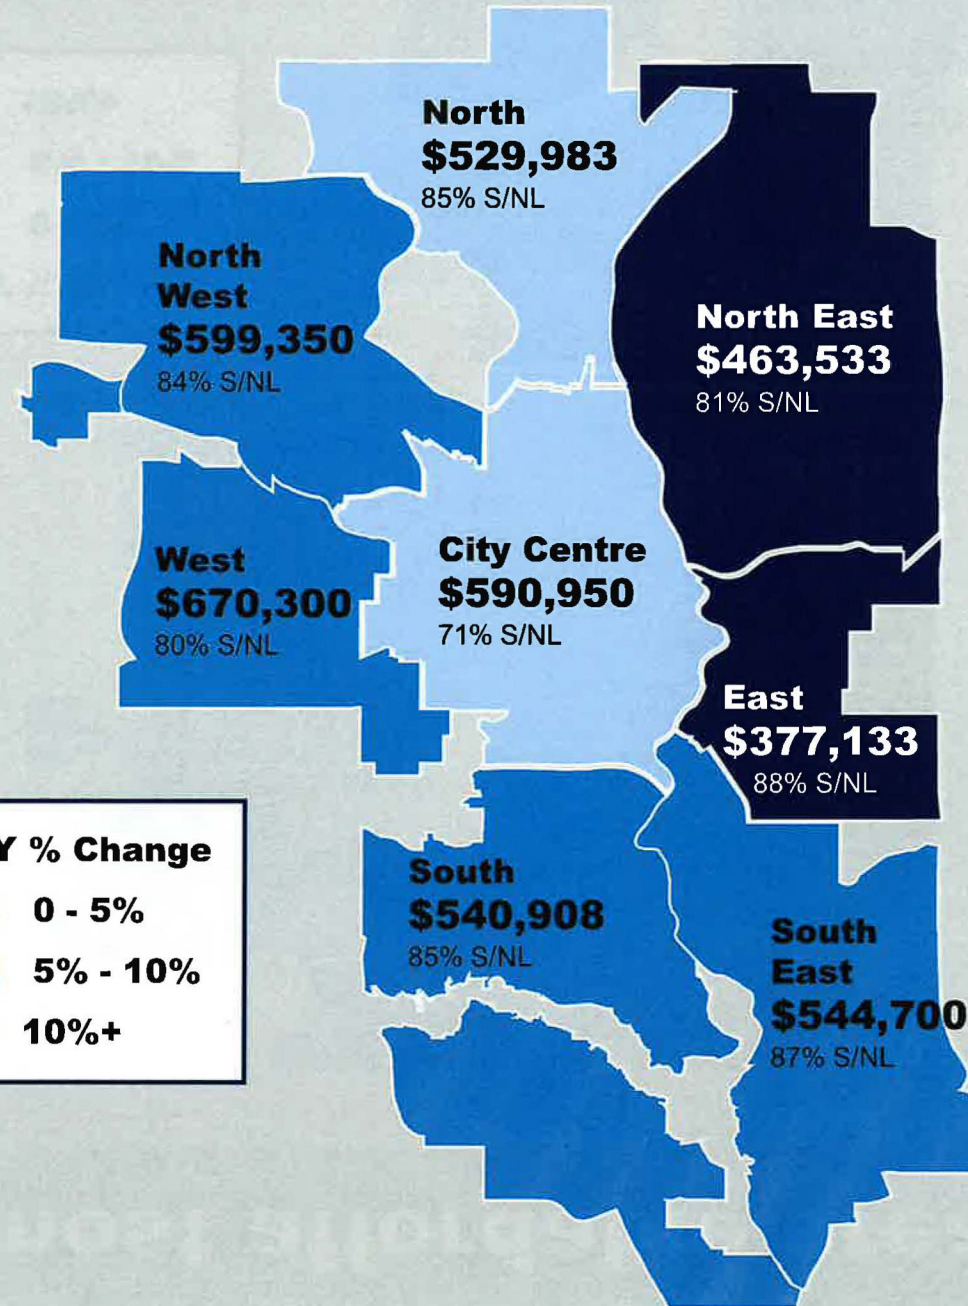 North
$529,983
85% S/NL
North
West
$599,350
84% S/NL
North East
$463,533
81% S/NL
West
$670,300
80% S/NL
City Centre
$590,950
71% S/NL
East
$377,133
88% S/NL
Y % Change
0 - 5%
5% - 10%
10%+
South
$540,908
85% S/NL
South
East
$544,700
87% S/NL